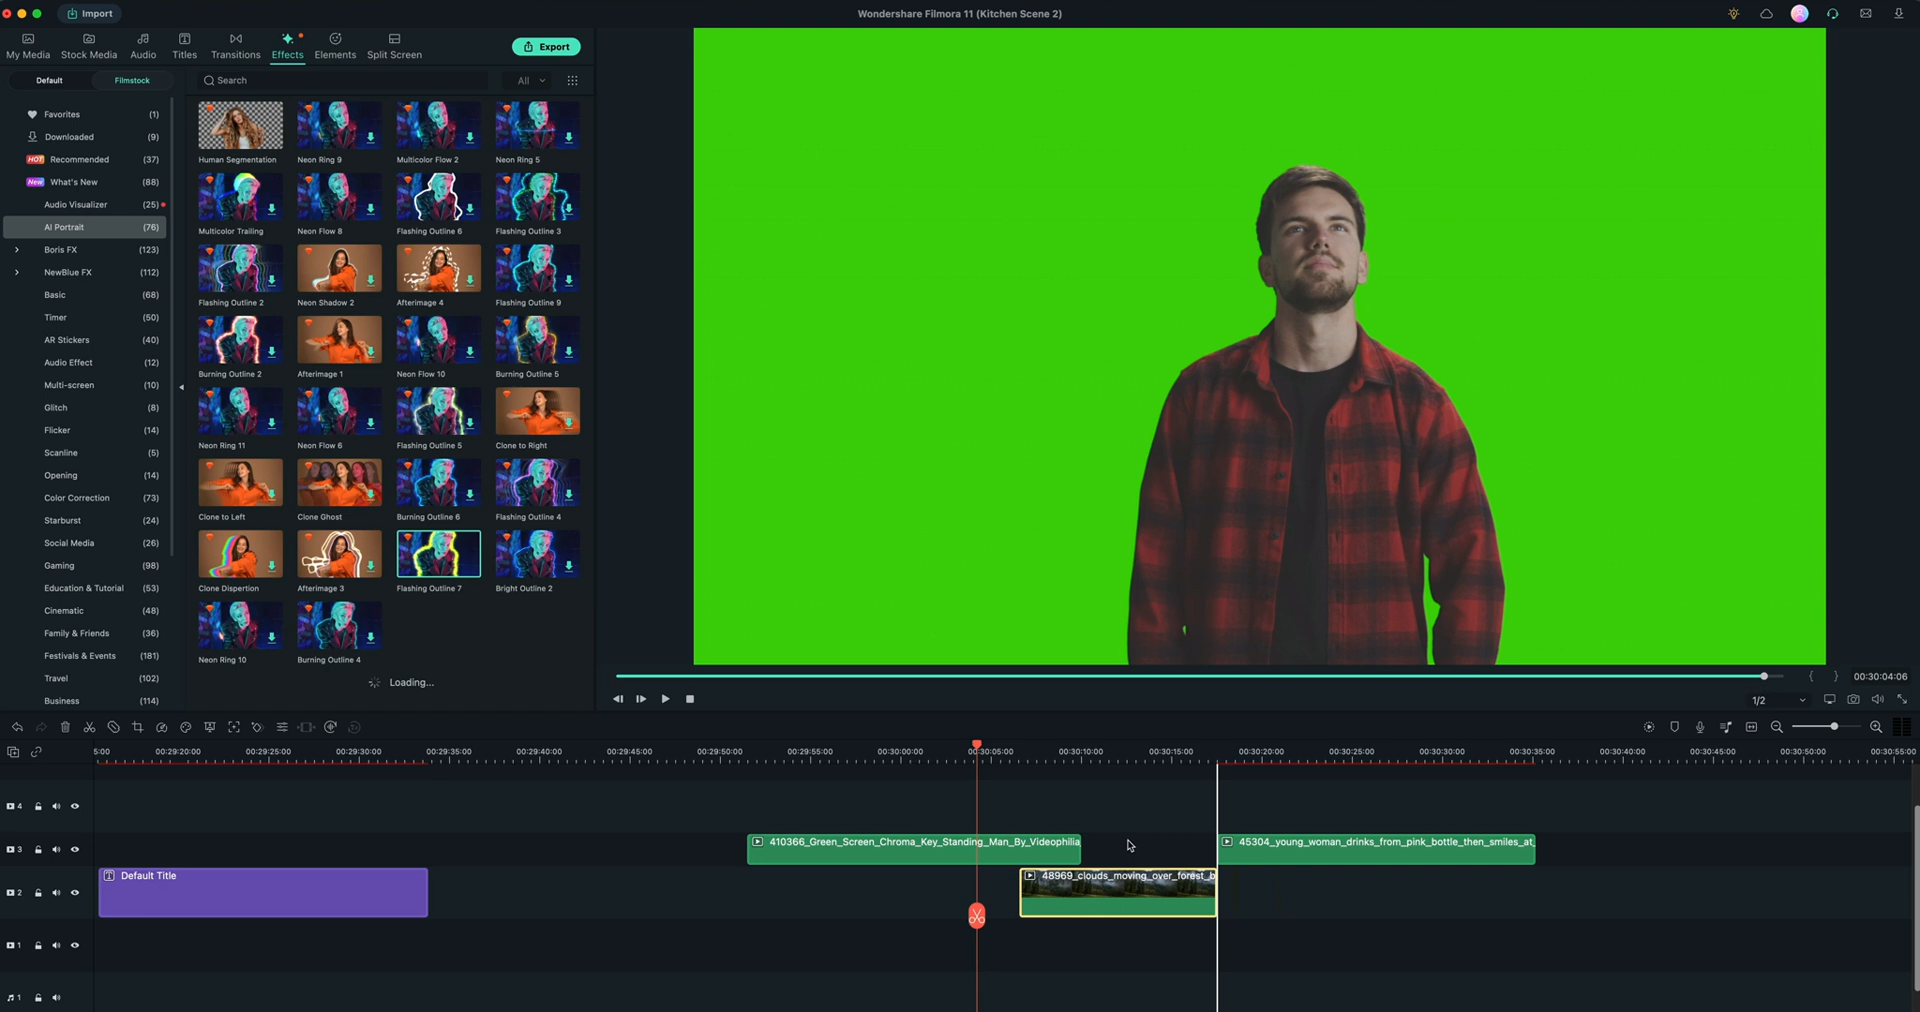 Import
Wondershare Filmora 11 (Kitchen Scene 2)
My Media
Stock Media
Audio
Titles
Transitions
Effects
Elements
Split Screen
Export
Default
Filmstock
Search
All
Favorites (1)
Downloaded (9)
HOT Recommended (37)
New What's New (88)
Audio Visualizer (25)
AI Portrait (76)
Boris FX (123)
NewBlue FX (112)
Basic (68)
Timer (50)
AR Stickers (40)
Audio Effect (12)
Multi-screen (10)
Glitch (8)
Flicker (14)
Scanline (5)
Opening (14)
Color Correction (73)
Starburst (24)
Social Media (26)
Gaming (98)
Education & Tutorial (53)
Cinematic (48)
Family & Friends (36)
Festivals & Events (181)
Travel (102)
Business (114)
Human Segmentation
Neon Ring 9
Multicolor Flow 2
Neon Ring 5
Multicolor Trailing
Neon Flow 8
Flashing Outline 6
Flashing Outline 3
Flashing Outline 2
Neon Shadow 2
Afterimage 4
Flashing Outline 9
Burning Outline 2
Afterimage 1
Neon Flow 10
Burning Outline 5
Neon Ring 11
Neon Flow 6
Flashing Outline 5
Clone to Right
Clone to Left
Clone Ghost
Burning Outline 6
Flashing Outline 4
Clone Dispertion
Afterimage 3
Flashing Outline 7
Bright Outline 2
Neon Ring 10
Burning Outline 4
Loading...
{ } 00:30:04:06
1/2
5:00 00:29:20:00 00:29:25:00 00:29:30:00 00:29:35:00 00:29:40:00 00:29:45:00 00:29:50:00 00:29:55:00 00:30:00:00 00:30:05:00 00:30:10:00 00:30:15:00 00:30:20:00 00:30:25:00 00:30:30:00 00:30:35:00 00:30:40:00 00:30:45:00 00:30:50:00 00:30:55:00
4
3
410366_Green_Screen_Chroma_Key_Standing_Man_By_Videophilia
45304_young_woman_drinks_from_pink_bottle_then_smiles_at_
2
Default Title
48969_clouds_moving_over_forest_b
1
1